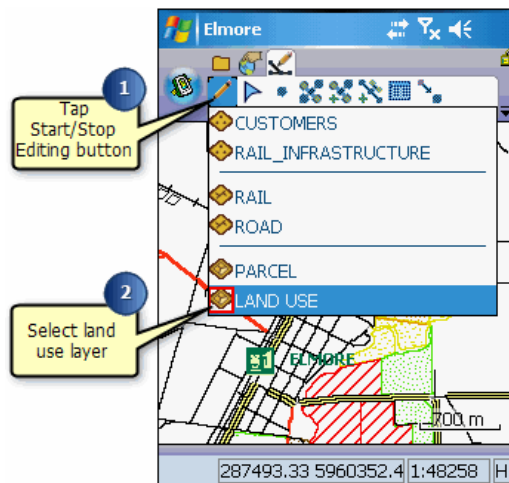 Elmore
1
Tap
Start/Stop
Editing button
CUSTOMERS
RAIL_INFRASTRUCTURE
RAIL
ROAD
PARCEL
2
LAND USE
Select land
use layer
ELMORE
700 m
287493.33 5960352.4 1:48258 H